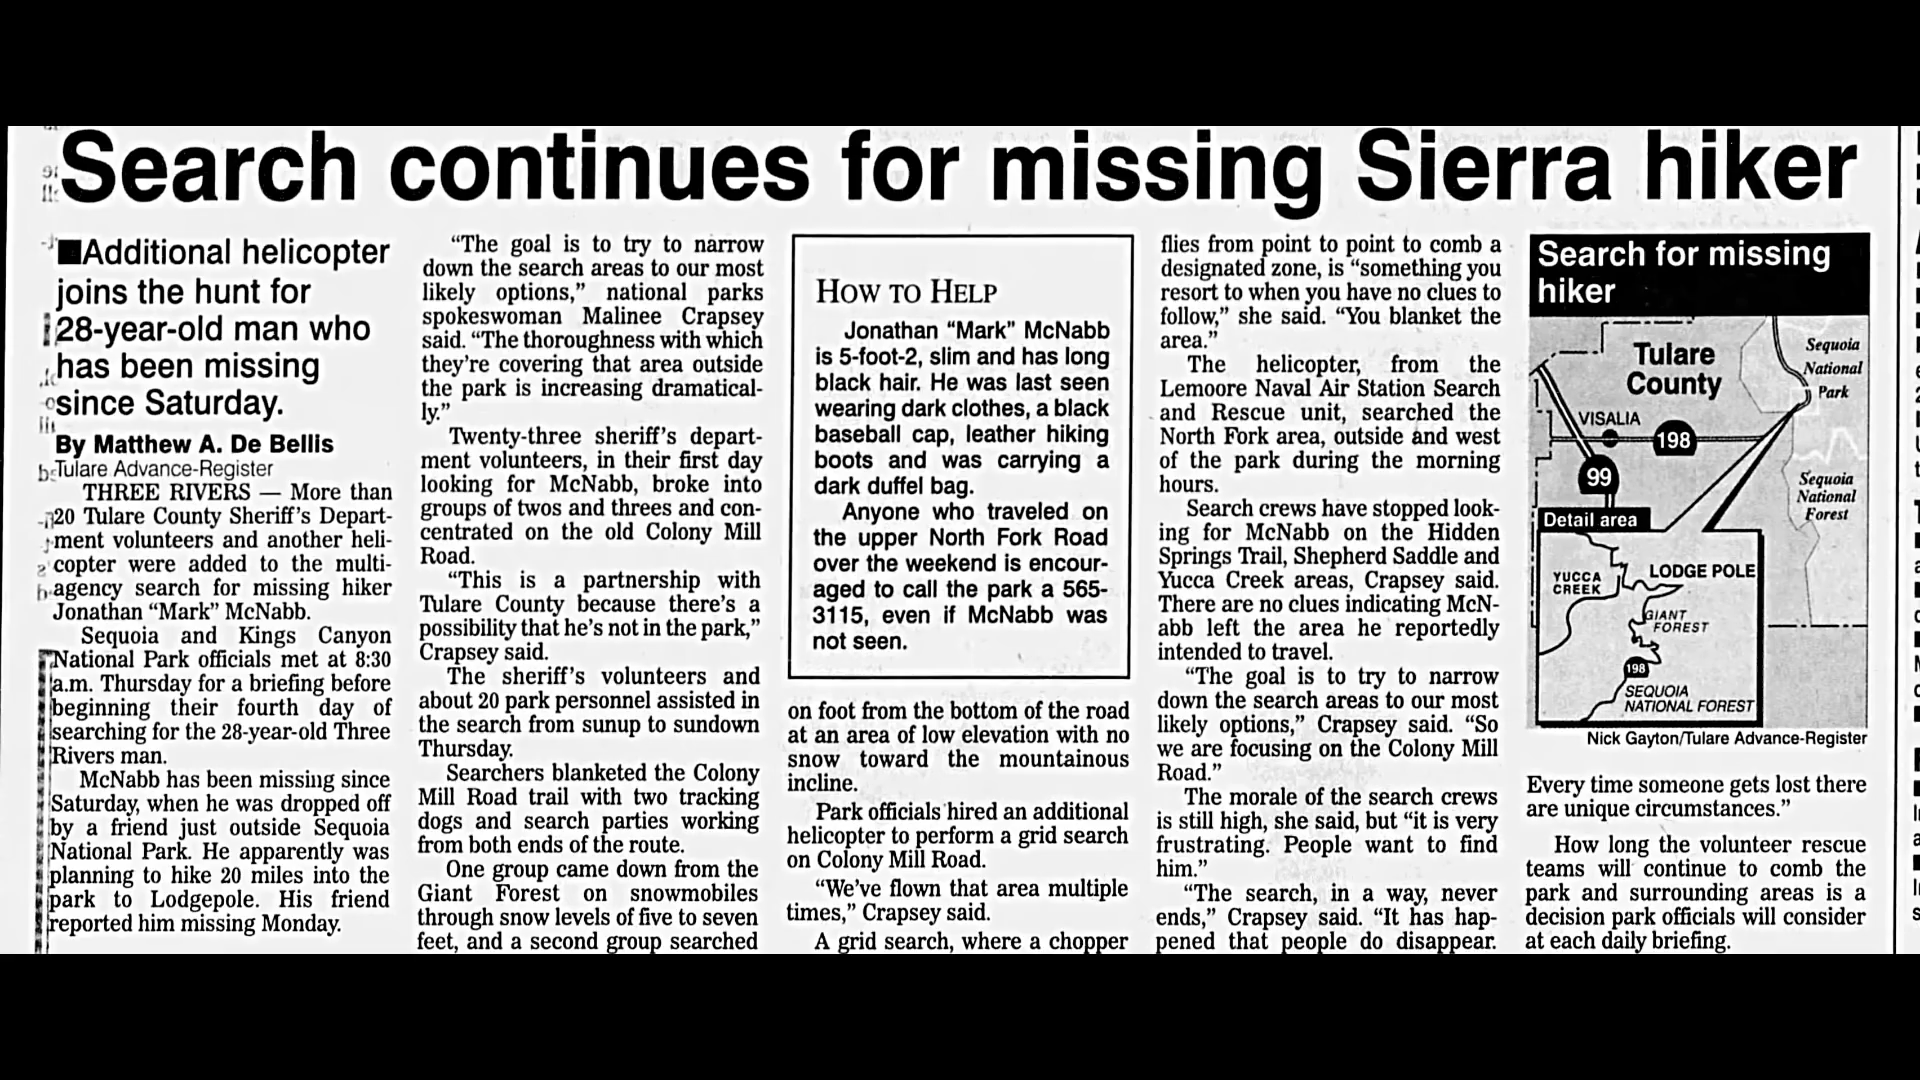 Search continues for missing Sierra hiker
■Additional helicopter
joins the hunt for
28-year-old man who
has been missing
since Saturday.
By Matthew A. De Bellis
Tulare Advance-Register
THREE RIVERS — More than
20 Tulare County Sheriff's Depart-
ment volunteers and another heli-
copter were added to the multi-
agency search for missing hiker
Jonathan "Mark" McNabb.
Sequoia and Kings Canyon
National Park officials met at 8:30
a.m. Thursday for a briefing before
beginning their fourth day of
searching for the 28-year-old Three
Rivers man.
McNabb has been missing since
Saturday, when he was dropped off
by a friend just outside Sequoia
National Park. He apparently was
planning to hike 20 miles into the
park to Lodgepole. His friend
reported him missing Monday.
"The goal is to try to narrow
down the search areas to our most
likely options," national parks
spokeswoman Malinee Crapsey
said. "The thoroughness with which
they're covering that area outside
the park is increasing dramatical-
ly."
Twenty-three sheriff's depart-
ment volunteers, in their first day
looking for McNabb, broke into
groups of twos and threes and con-
centrated on the old Colony Mill
Road.
"This is a partnership with
Tulare County because there's a
possibility that he's not in the park,"
Crapsey said.
The sheriff's volunteers and
about 20 park personnel assisted in
the search from sunup to sundown
Thursday.
Searchers blanketed the Colony
Mill Road trail with two tracking
dogs and search parties working
from both ends of the route.
One group came down from the
Giant Forest on snowmobiles
through snow levels of five to seven
feet, and a second group searched
HOW TO HELP
Jonathan "Mark" McNabb
is 5-foot-2, slim and has long
black hair. He was last seen
wearing dark clothes, a black
baseball cap, leather hiking
boots and was carrying a
dark duffel bag.
Anyone who traveled on
the upper North Fork Road
over the weekend is encour-
aged to call the park a 565-
3115, even if McNabb was
not seen.
on foot from the bottom of the road
at an area of low elevation with no
snow toward the mountainous
incline.
Park officials hired an additional
helicopter to perform a grid search
on Colony Mill Road.
"We've flown that area multiple
times," Crapsey said.
A grid search, where a chopper
flies from point to point to comb a
designated zone, is "something you
resort to when you have no clues to
follow," she said. "You blanket the
area."
The helicopter, from the
Lemoore Naval Air Station Search
and Rescue unit, searched the
North Fork area, outside and west
of the park during the morning
hours.
Search crews have stopped look-
ing for McNabb on the Hidden
Springs Trail, Shepherd Saddle and
Yucca Creek areas, Crapsey said.
There are no clues indicating McN-
abb left the area he reportedly
intended to travel.
"The goal is to try to narrow
down the search areas to our most
likely options," Crapsey said. "So
we are focusing on the Colony Mill
Road."
The morale of the search crews
is still high, she said, but "it is very
frustrating. People want to find
him."
"The search, in a way, never
ends," Crapsey said. "It has hap-
pened that people do disappear.
Search for missing
hiker
Tulare
County
Sequoia
National
Park
VISALIA
198
99
Sequoia
National
Forest
Detail area
YUCCA
CREEK
LODGE POLE
GIANT
FOREST
198
SEQUOIA
NATIONAL FOREST
Nick Gayton/Tulare Advance-Register
Every time someone gets lost there
are unique circumstances."
How long the volunteer rescue
teams will continue to comb the
park and surrounding areas is a
decision park officials will consider
at each daily briefing.